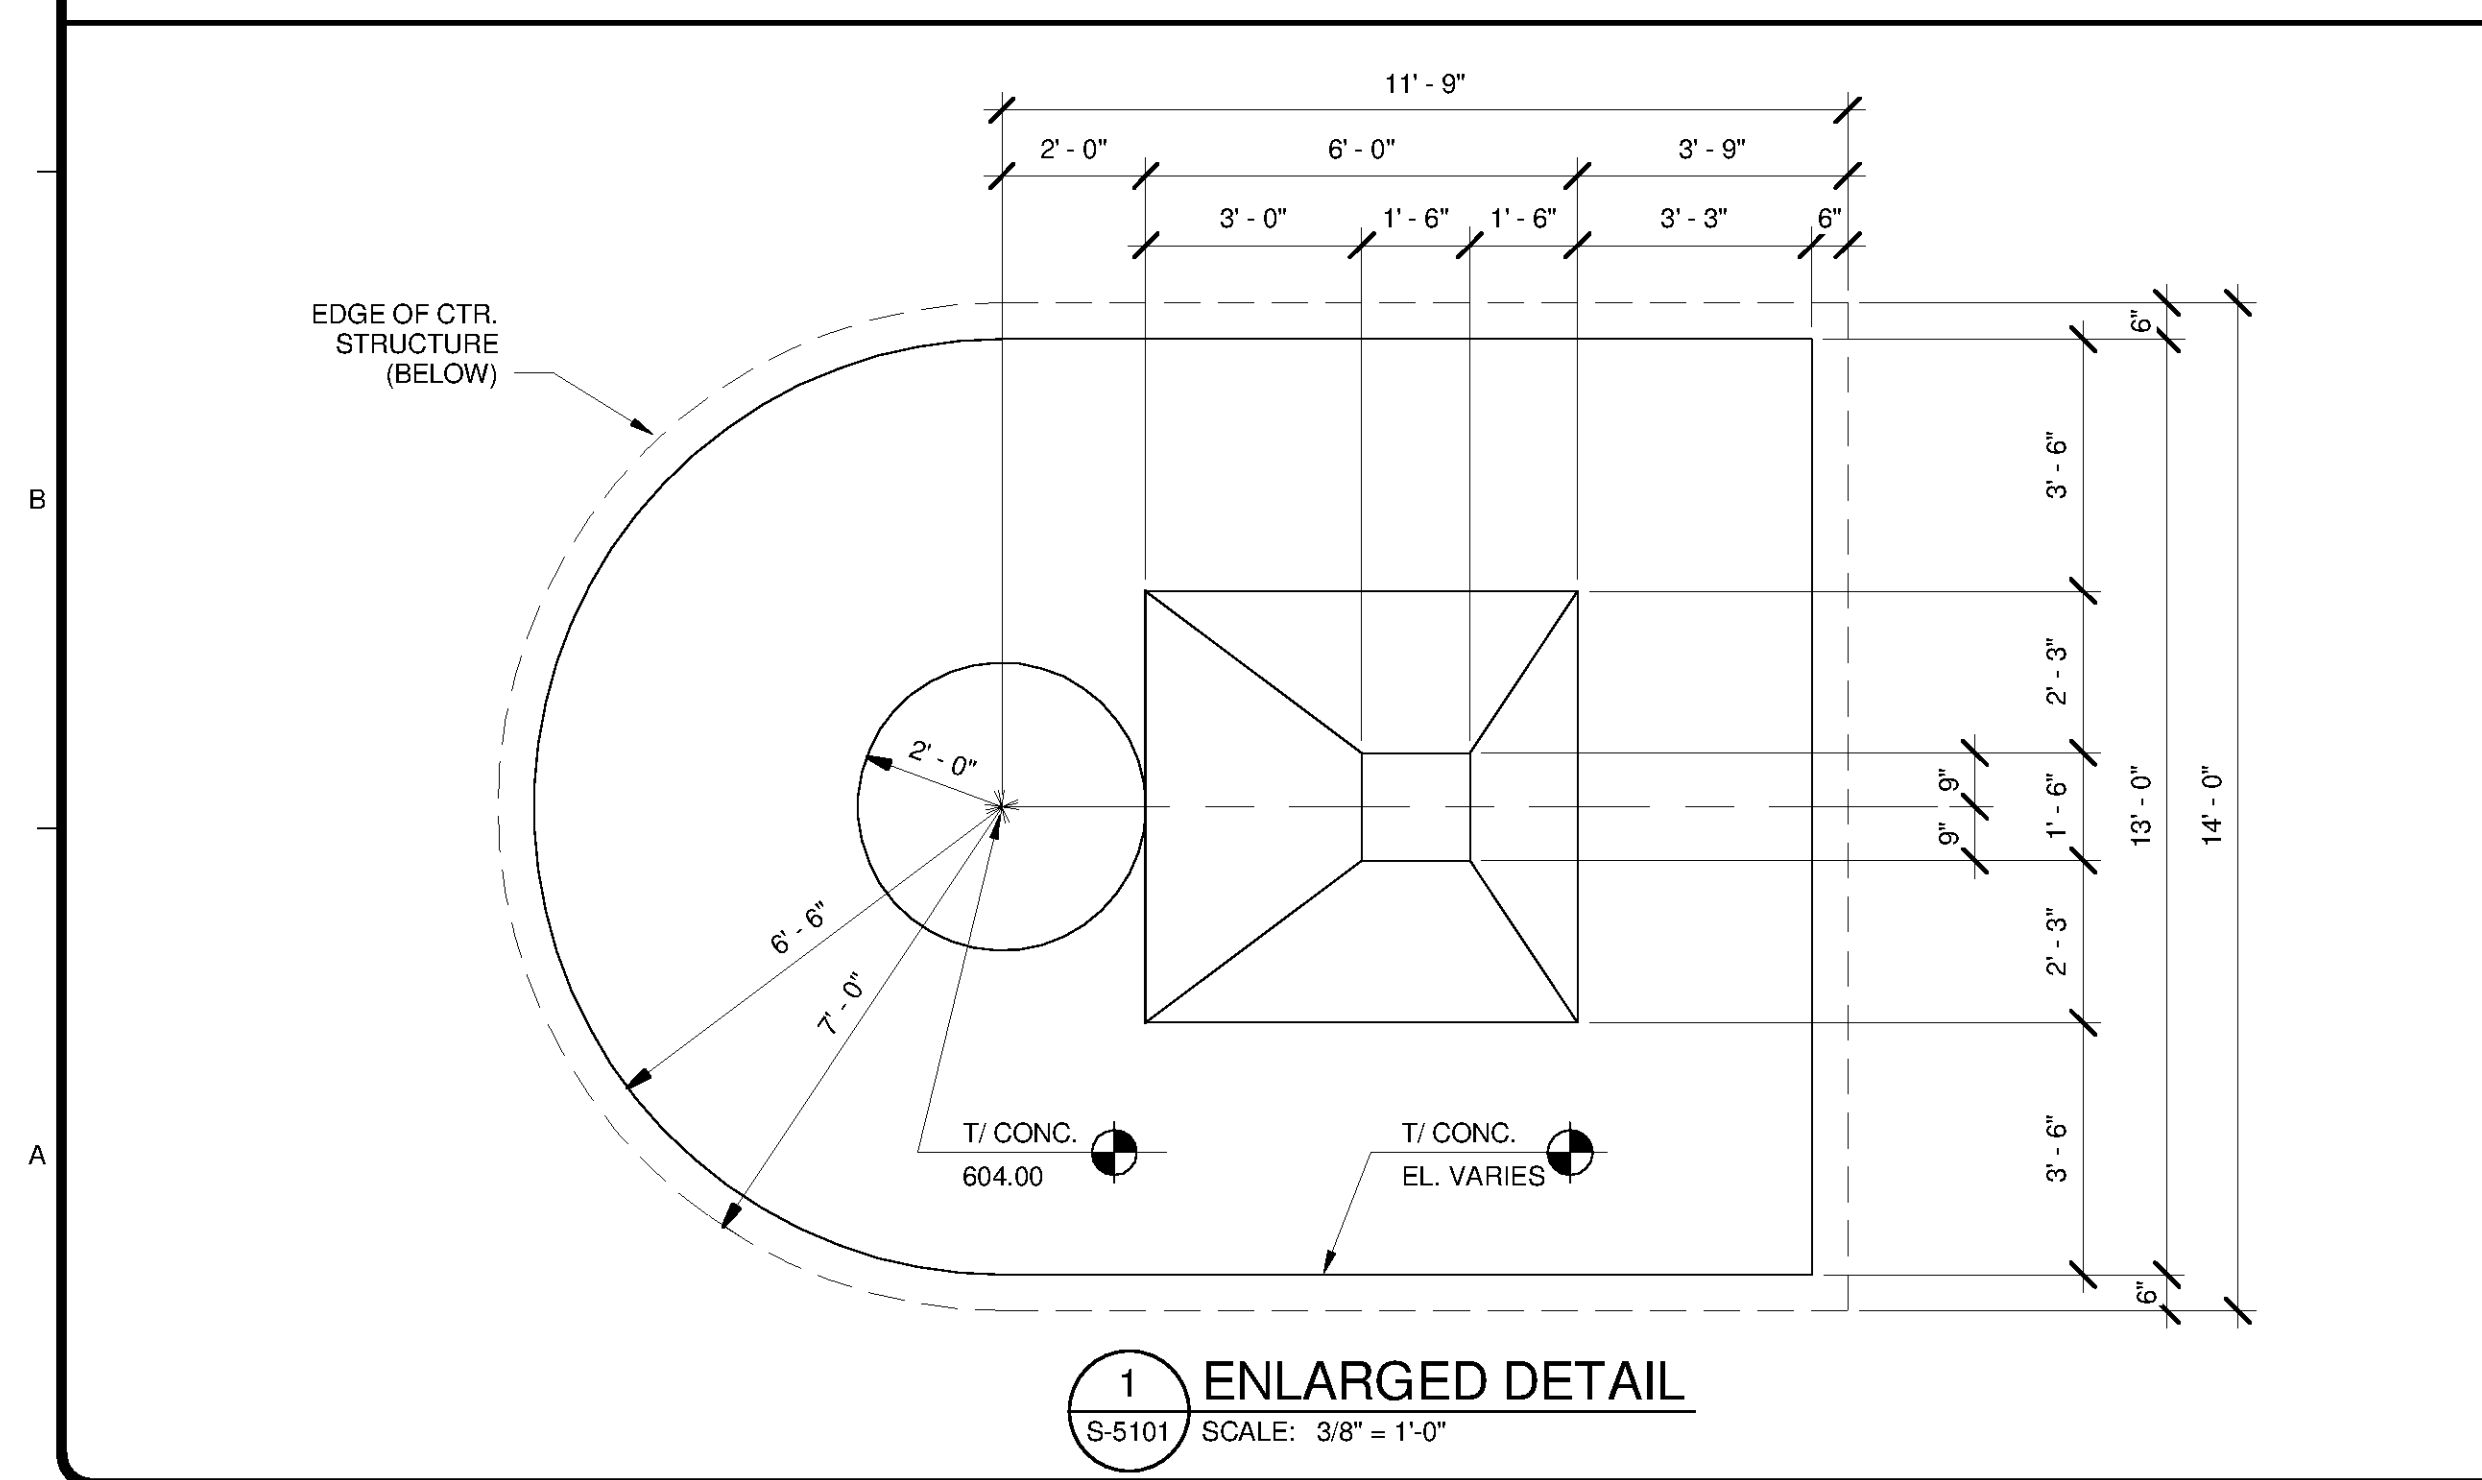 11' - 9"
2' - 0"
6' - 0"
3' - 9"
3' - 0"
1' - 6"
1' - 6"
3' - 3"
6"
EDGE OF CTR.
STRUCTURE
(BELOW)
6"
3' - 6"
B
2' - 3"
2' - 0"
9"
9"
1' - 6"
13' - 0"
14' - 0"
6' - 6"
7' - 0"
2' - 3"
T/ CONC.
604.00
T/ CONC.
EL. VARIES
3' - 6"
A
6"
1
S-5101
ENLARGED DETAIL
SCALE: 3/8" = 1'-0"